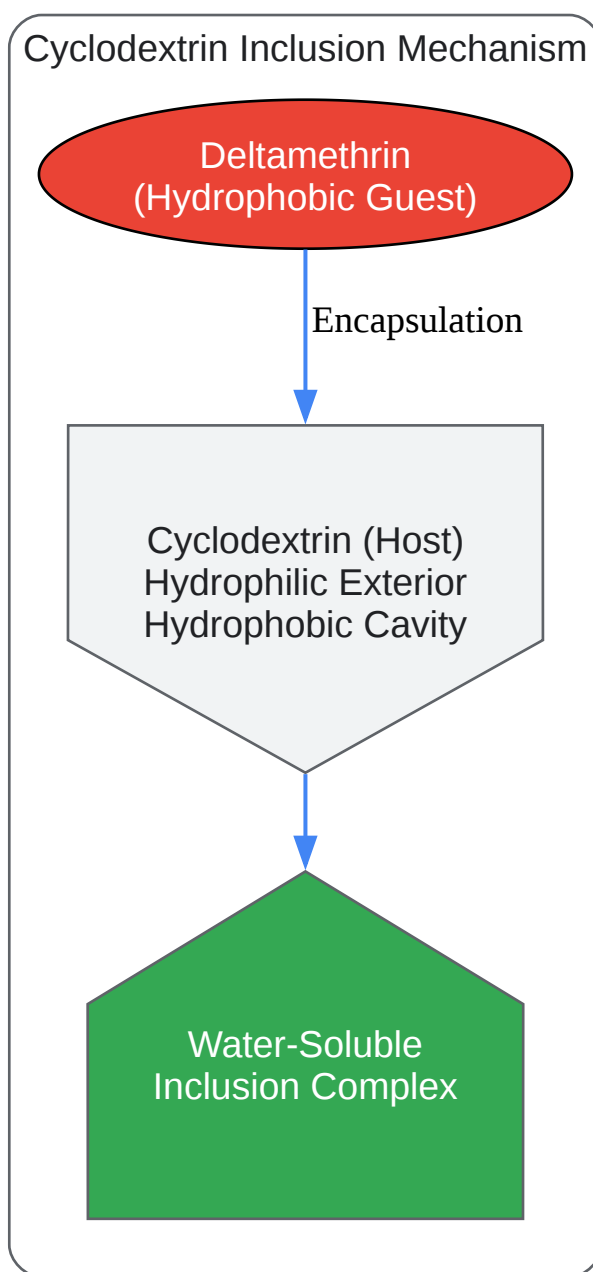 Cyclodextrin Inclusion Mechanism
Deltamethrin
(Hydrophobic Guest)
Encapsulation
Cyclodextrin (Host)
Hydrophilic Exterior
Hydrophobic Cavity
Water-Soluble
Inclusion Complex